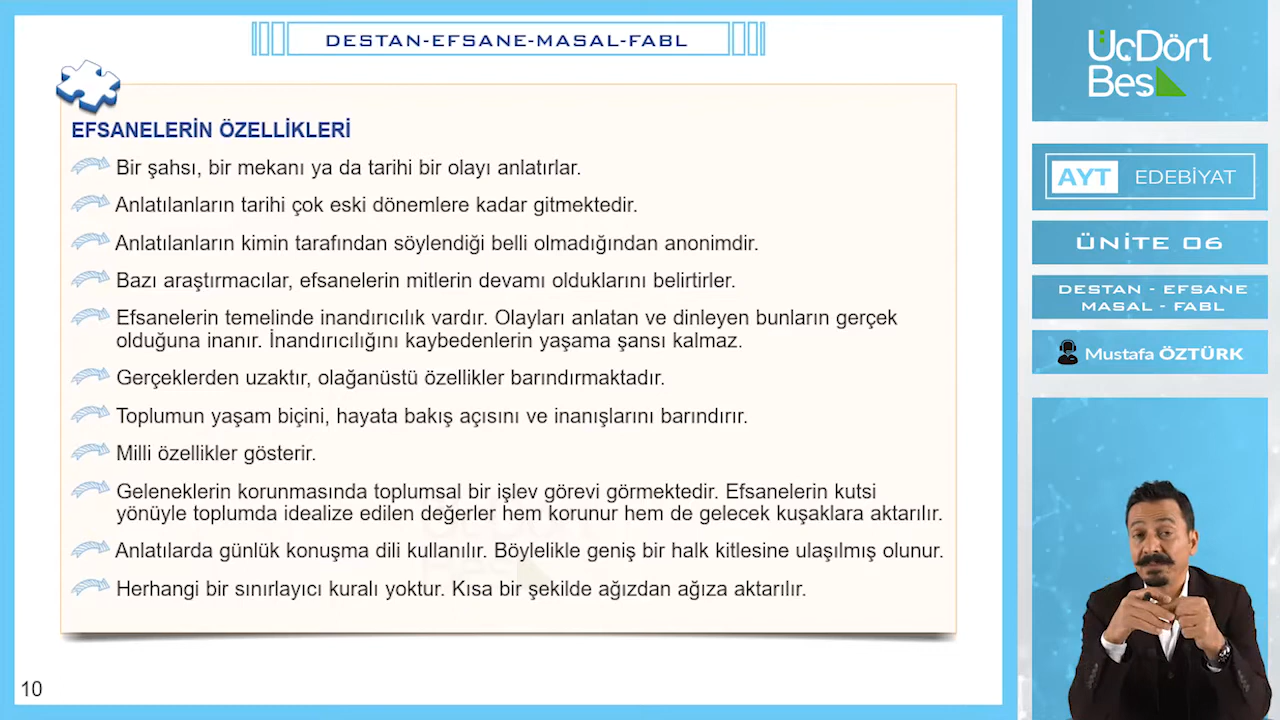 DESTAN-EFSANE-MASAL-FABL
EFSANELERİN ÖZELLİKLERİ
Bir şahsı, bir mekanı ya da tarihi bir olayı anlatırlar.
Anlatılanların tarihi çok eski dönemlere kadar gitmektedir.
Anlatılanların kimin tarafından söylendiği belli olmadığından anonimdir.
Bazı araştırmacılar, efsanelerin mitlerin devamı olduklarını belirtirler.
Efsanelerin temelinde inandırıcılık vardır. Olayları anlatan ve dinleyen bunların gerçek
olduğuna inanır. İnandırıcılığını kaybedenlerin yaşama şansı kalmaz.
Gerçeklerden uzaktır, olağanüstü özellikler barındırmaktadır.
Toplumun yaşam biçini, hayata bakış açısını ve inanışlarını barındırır.
Milli özellikler gösterir.
Geleneklerin korunmasında toplumsal bir işlev görevi görmektedir. Efsanelerin kutsi
yönüyle toplumda idealize edilen değerler hem korunur hem de gelecek kuşaklara aktarılır.
Anlatılarda günlük konuşma dili kullanılır. Böylelikle geniş bir halk kitlesine ulaşılmış olunur.
Herhangi bir sınırlayıcı kuralı yoktur. Kısa bir şekilde ağızdan ağıza aktarılır.
10
ÜçDört
Beş
AYT EDEBİYAT
ÜNİTE 06
DESTAN - EFSANE
MASAL - FABL
Mustafa ÖZTÜRK